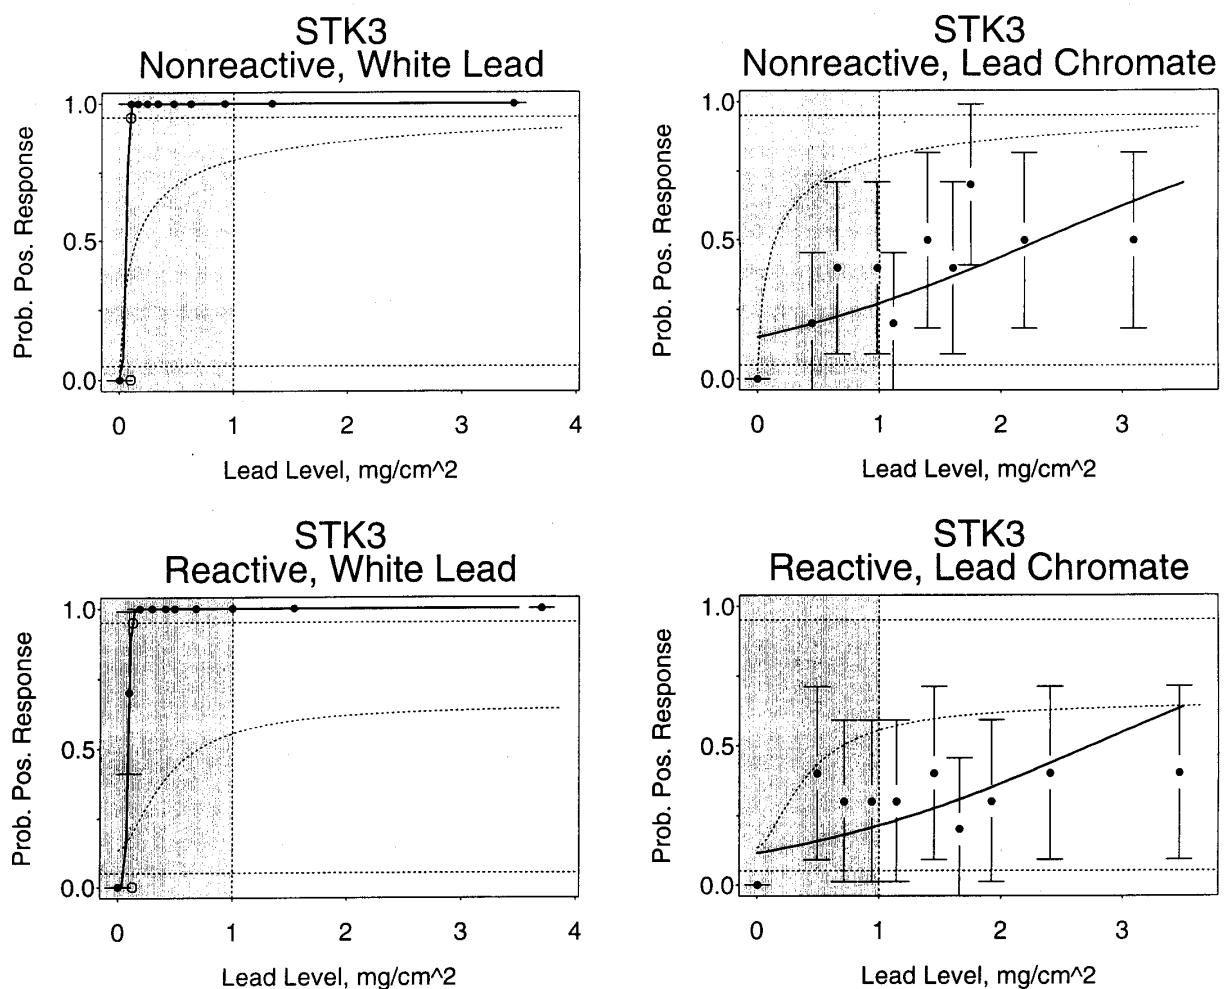 STK3
Nonreactive, White Lead
Prob. Pos. Response
1.0
0.5
0.0
0 1 2 3 4
Lead Level, mg/cm^2
STK3
Nonreactive, Lead Chromate
Prob. Pos. Response
1.0
0.5
0.0
0 1 2 3
Lead Level, mg/cm^2
STK3
Reactive, White Lead
Prob. Pos. Response
1.0
0.5
0.0
0 1 2 3 4
Lead Level, mg/cm^2
STK3
Reactive, Lead Chromate
Prob. Pos. Response
1.0
0.5
0.0
0 1 2 3
Lead Level, mg/cm^2